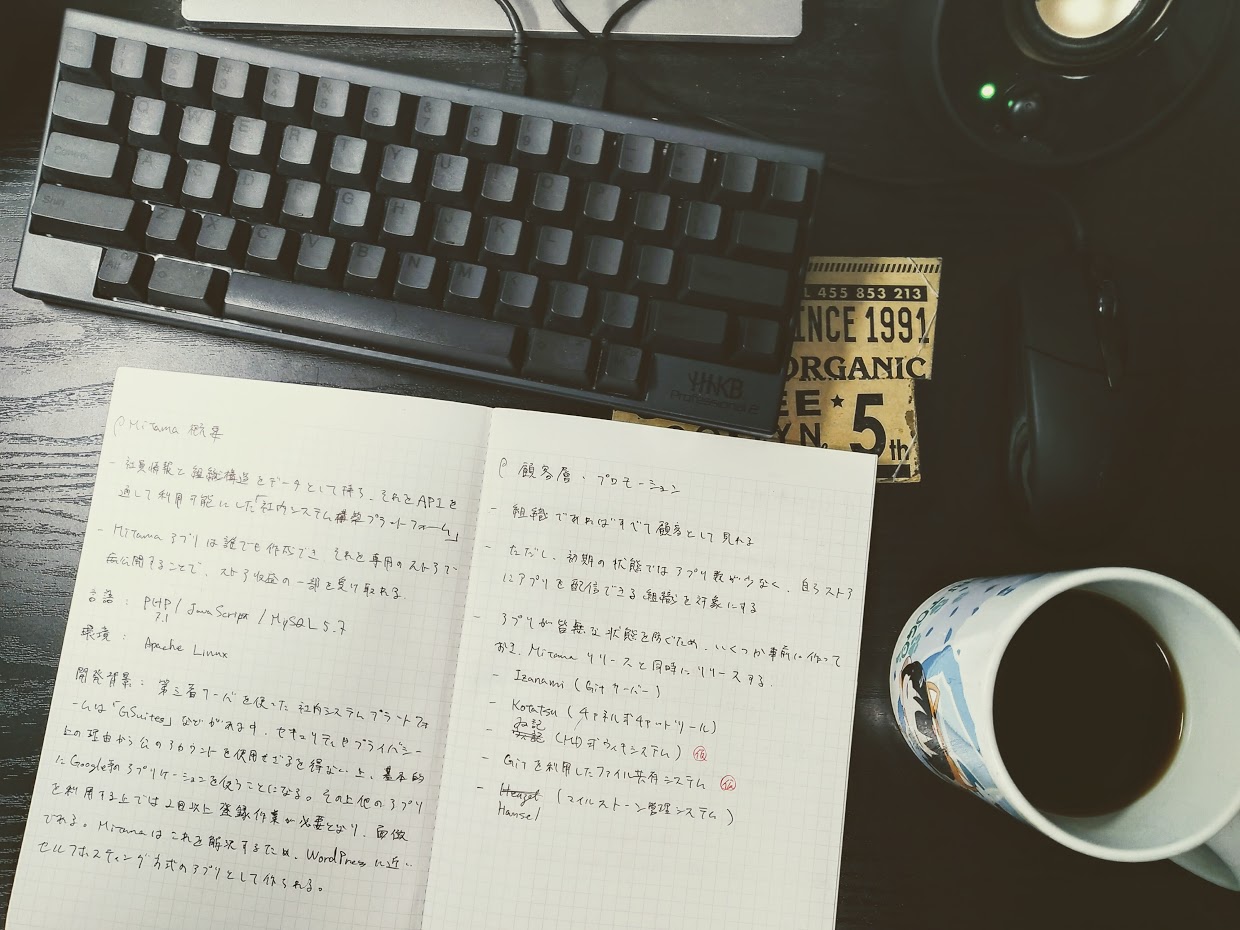 HHKB
Professional2
L 455 853 213
INCE 1991
ORGANIC
EE ★ 5th
YN.
Mitama 概要
- 社員情報と組織構造をデータとして持ち、それをAPIを
通して利用可能にした「社内システム構築プラットフォーム」
- Mitama アプリは誰でも作成でき、それを専用のストアで
公開することで、ストア収益の一部を受け取れる
言語: PHP / JavaScript / MySQL 5.7
7.1
環境: Apache Linux
開発背景: 第三者サーバを使った社内システムプラットフォ
ームは「GSuites」などがあるが、セキュリティやプライバシー
上の理由から公のアカウントを使用せざるを得ない上、基本的
にGoogle等のアプリケーションを使うことになる。その上他のアプリ
を利用する上では2回以上登録作業が必要となり、面倒
である。Mitamaはこれを解決するため、WordPressに近い
セルフホスティング方式のアプリとして作られる。
顧客層・プロモーション
- 組織であればすべて顧客として見れる
- ただし、初期の状態ではアプリ数が少なく、自らストア
にアプリを配信できる組織を対象にする
- アプリが皆無な状態を防ぐため、いくつか事前に作って
おき、Mitamaリリースと同時にリリースする.
- Izanami (Gitサーバー)
- Kotatsu (チャネル式チャットツール)
- (MD式ウィキシステム) 仮
- Gitを利用したファイル共有システム 仮
- (マイルストーン管理システム)
Hansel